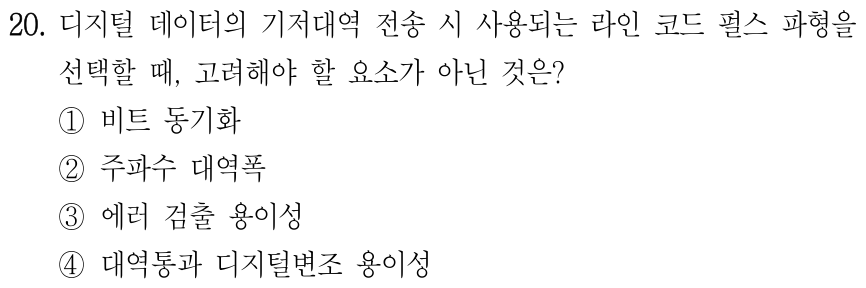 20. 디지털 데이터의 기저대역 전송 시 사용되는 라인 코드 펄스 파형을
선택할 때, 고려해야 할 요소가 아닌 것은?
① 비트 동기화
② 주파수 대역폭
③ 에러 검출 용이성
④ 대역통과 디지털변조 용이성